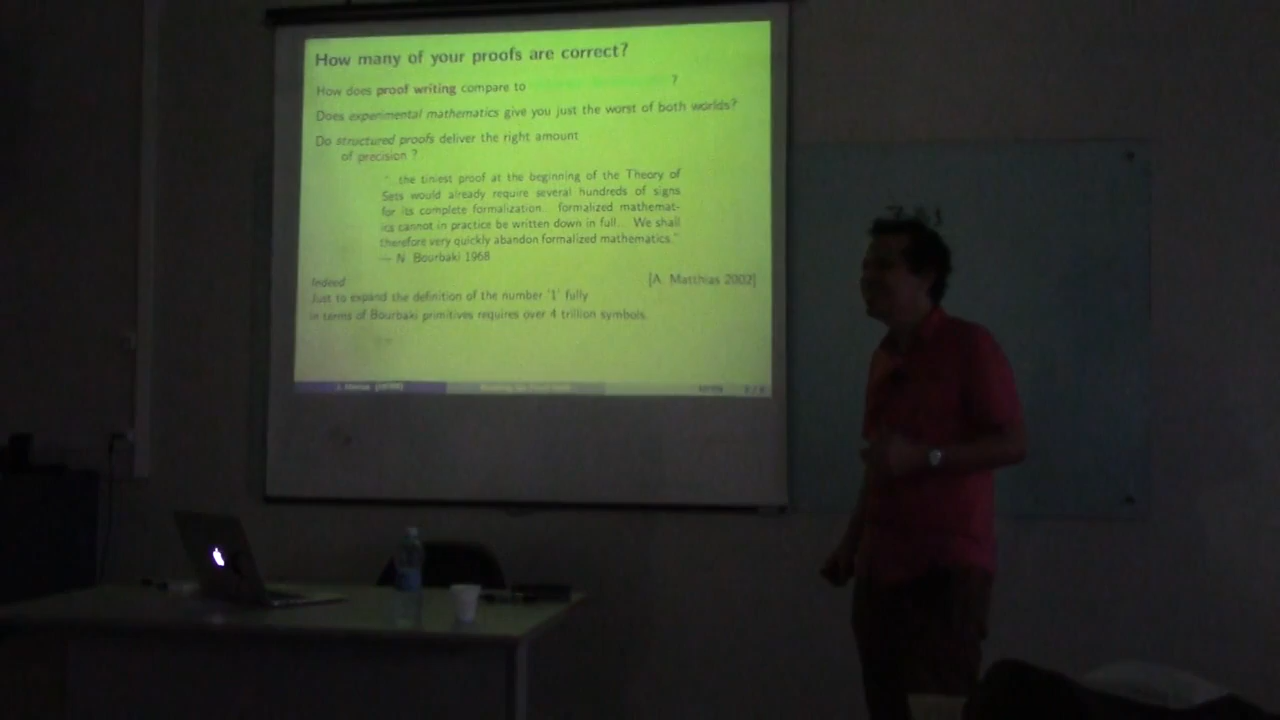 How many of your proofs are correct?
How does proof writing compare to ?
Does experimental mathematics give you just the worst of both worlds?
Do structured proofs deliver the right amount
of precision ?
" the tiniest proof at the beginning of the Theory of
Sets would already require several hundreds of signs
for its complete formalization. formalized mathemat-
ics cannot in practice be written down in full. We shall
therefore very quickly abandon formalized mathematics."
— N. Bourbaki 1968
Indeed [A. Matthias 2002]
Just to expand the definition of the number '1' fully
in terms of Bourbaki primitives requires over 4 trillion symbols.